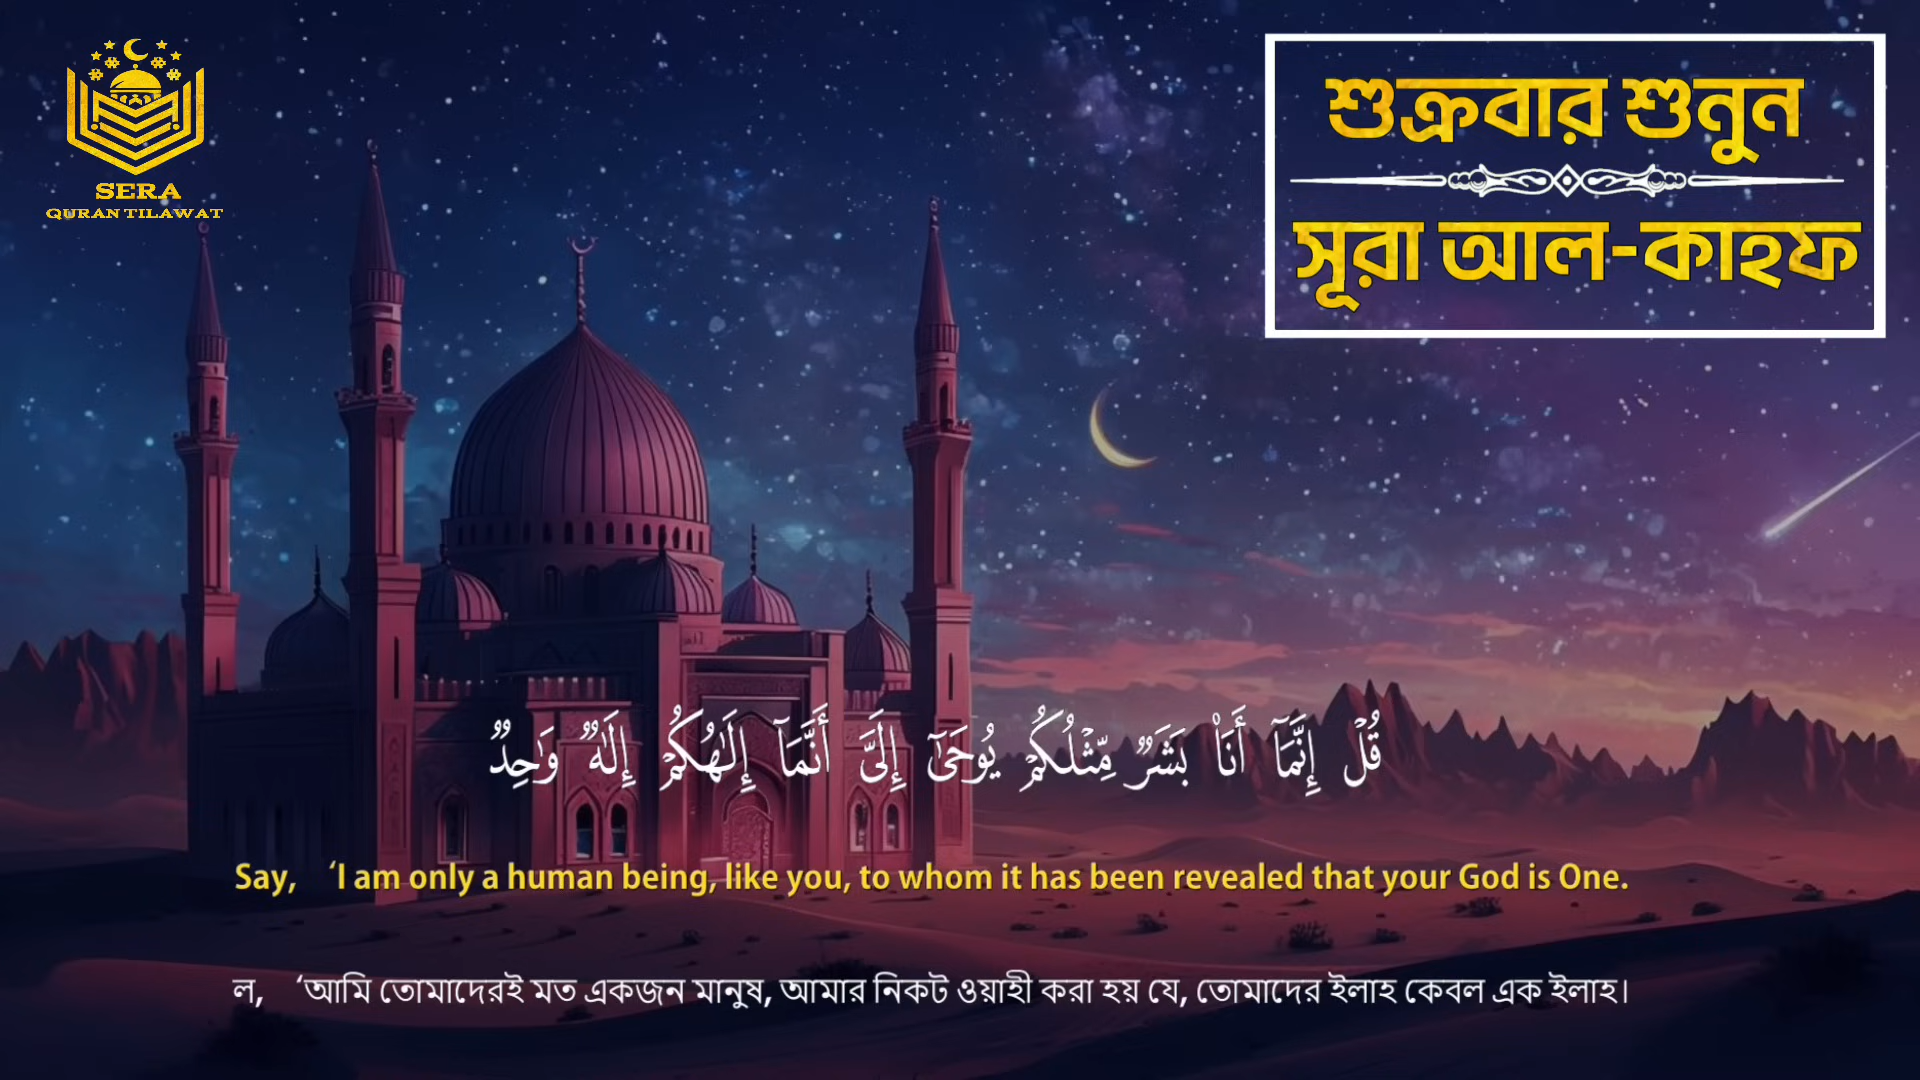 SERA
QURAN TILAWAT
শুক্রবার শুনুন
সূরা আল-কাহফ
قُلْ إِنَّمَآ أَنَا۠ بَشَرٌ مِّثْلُكُمْ يُوحَىٰٓ إِلَىَّ أَنَّمَآ إِلَٰهُكُمْ إِلَٰهٌ وَٰحِدٌ
Say, ‘I am only a human being, like you, to whom it has been revealed that your God is One.
ল, ‘আমি তোমাদেরই মত একজন মানুষ, আমার নিকট ওয়াহী করা হয় যে, তোমাদের ইলাহ কেবল এক ইলাহ।